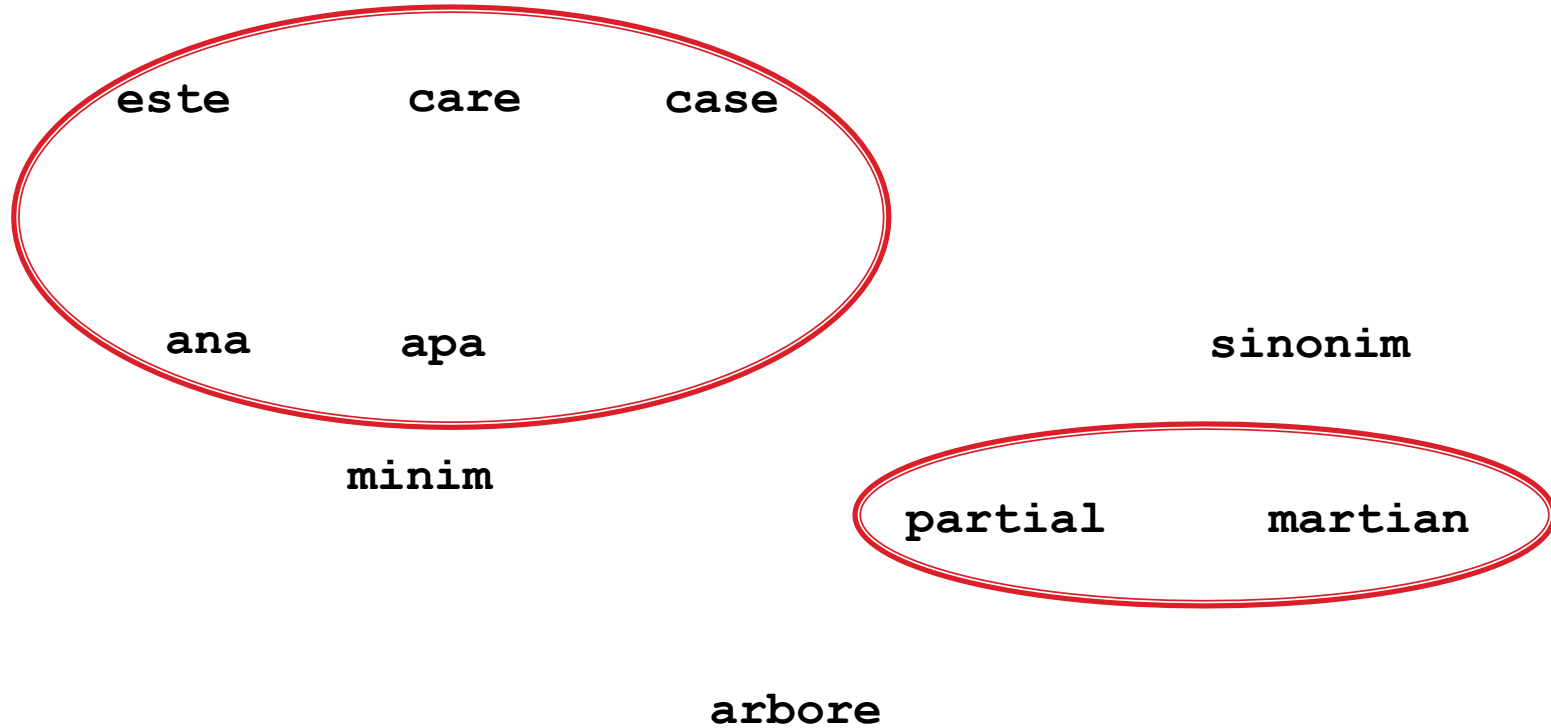 este care case
ana apa sinonim
minim
partial martian
arbore